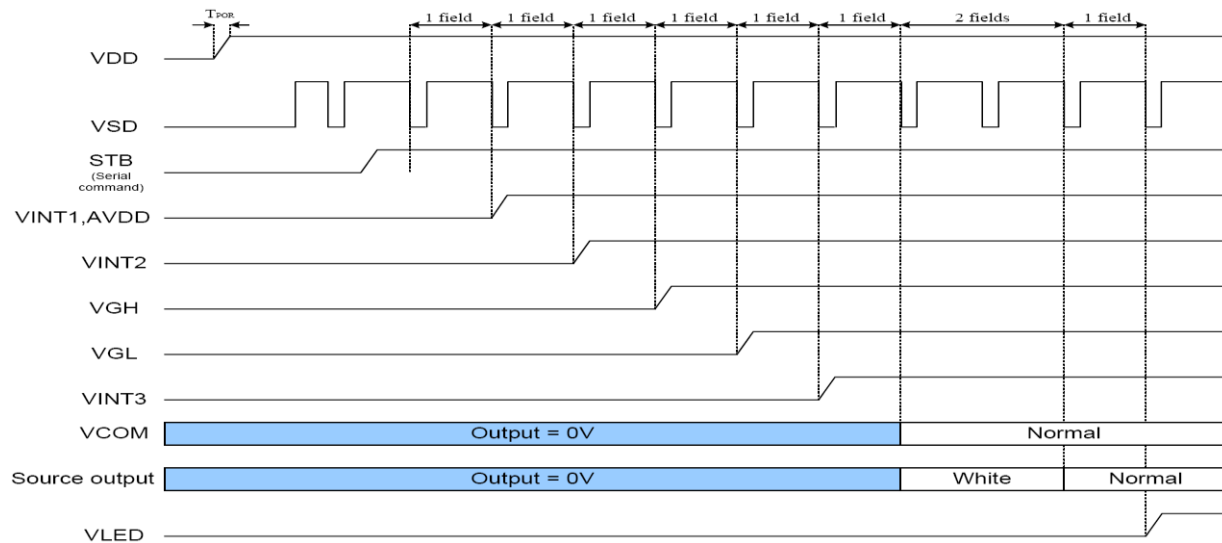 TPOR 1 field 1 field 1 field 1 field 1 field 1 field 2 fields 1 field
VDD
VSD
STB
(Serial
command)
VINT1,AVDD
VINT2
VGH
VGL
VINT3
VCOM Output = 0V Normal
Source output Output = 0V White Normal
VLED